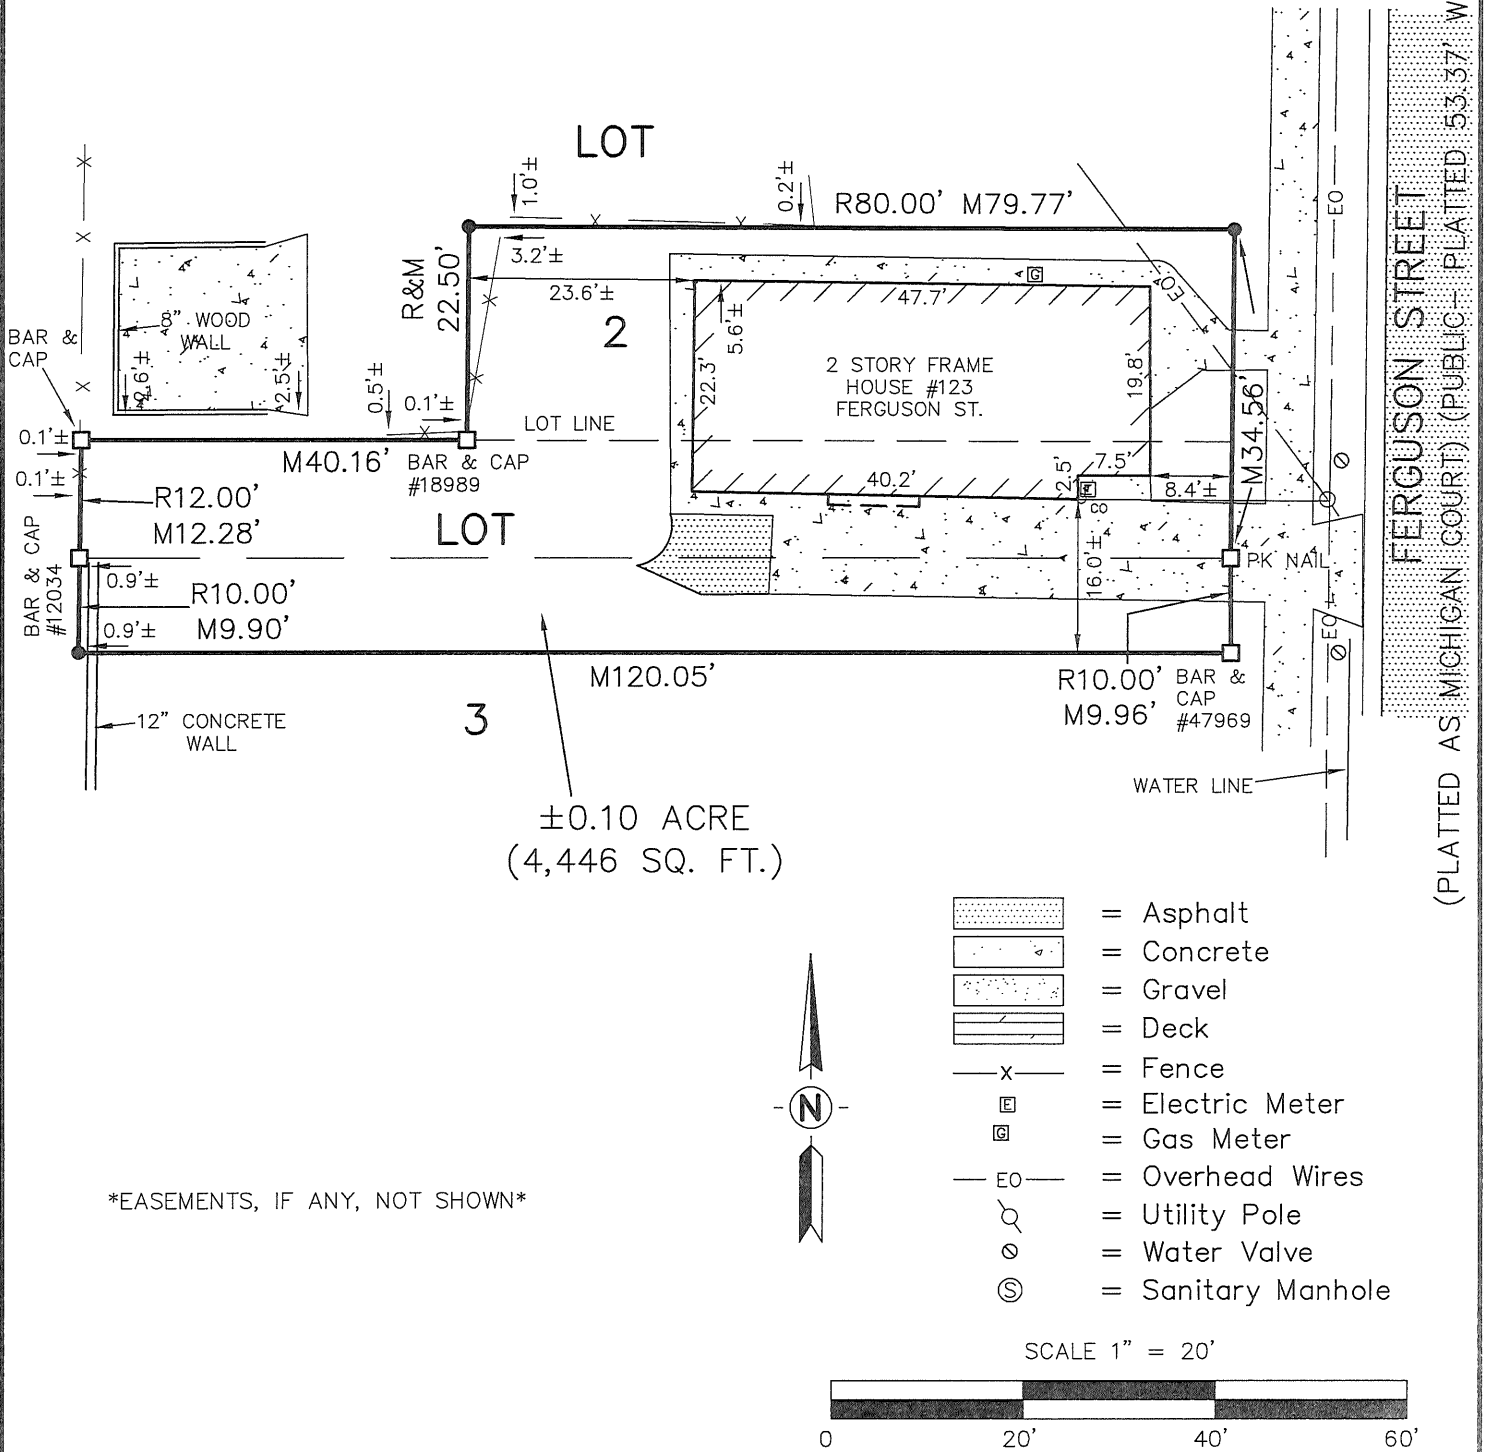 LOT
R80.00' M79.77'
1.0'±
0.2'±
3.2'±
R&M
22.50'
23.6'±
47.7'
5.6'±
2
22.3'
19.8'
2 STORY FRAME
HOUSE #123
FERGUSON ST.
EO
EO
8" WOOD
WALL
2.6'±
2.5'±
BAR &
CAP
0.5'±
0.1'±
LOT LINE
0.1'±
0.1'±
M40.16'
BAR & CAP
#18989
R12.00'
M12.28'
LOT
40.2'
2.5'
7.5'
E
G
CO
8.4'±
M34.56'
16.0'±
PK NAIL
EO
BAR & CAP
#12034
0.9'±
0.9'±
R10.00'
M9.90'
M120.05'
R10.00'
M9.96'
BAR &
CAP
#47969
3
12" CONCRETE
WALL
WATER LINE
±0.10 ACRE
(4,446 SQ. FT.)
FERGUSON STREET
(PLATTED AS MICHIGAN COURT) (PUBLIC - PLATTED 53.37' W
= Asphalt
= Concrete
= Gravel
= Deck
X = Fence
E = Electric Meter
G = Gas Meter
EO = Overhead Wires
= Utility Pole
= Water Valve
S = Sanitary Manhole
N
*EASEMENTS, IF ANY, NOT SHOWN*
SCALE 1" = 20'
0 20' 40' 60'